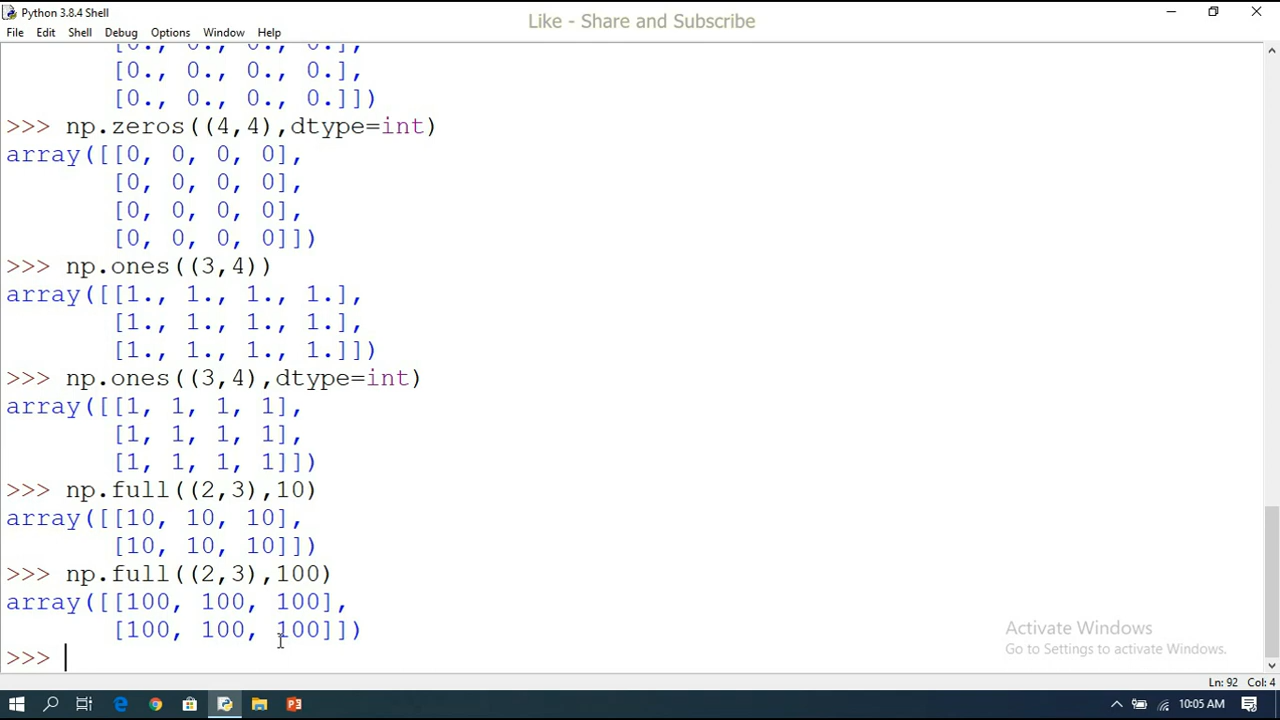 Python 3.8.4 Shell
Like - Share and Subscribe
File Edit Shell Debug Options Window Help
[0., 0., 0., 0.],
[0., 0., 0., 0.],
[0., 0., 0., 0.]])
>>> np.zeros((4,4),dtype=int)
array([[0, 0, 0, 0],
[0, 0, 0, 0],
[0, 0, 0, 0],
[0, 0, 0, 0]])
>>> np.ones((3,4))
array([[1., 1., 1., 1.],
[1., 1., 1., 1.],
[1., 1., 1., 1.]])
>>> np.ones((3,4),dtype=int)
array([[1, 1, 1, 1],
[1, 1, 1, 1],
[1, 1, 1, 1]])
>>> np.full((2,3),10)
array([[10, 10, 10],
[10, 10, 10]])
>>> np.full((2,3),100)
array([[100, 100, 100],
[100, 100, 100]])
>>>
Activate Windows
Go to Settings to activate Windows.
Ln: 92 Col: 4
10:05 AM